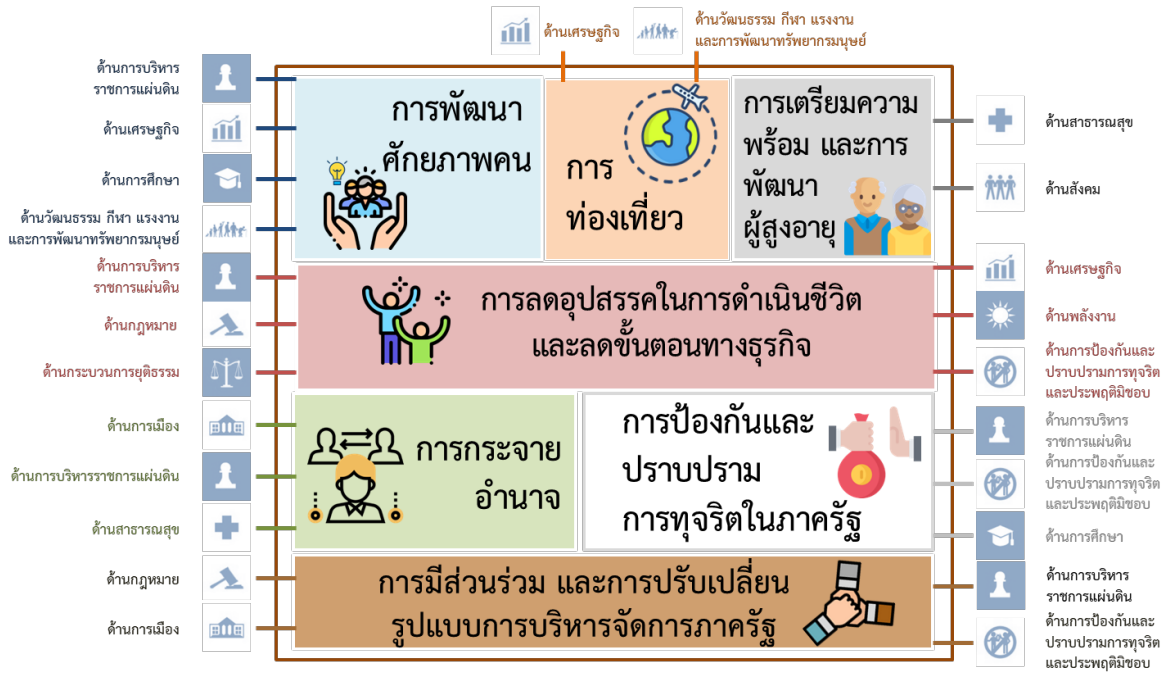 ด้านเศรษฐกิจ
ด้านวัฒนธรรม กีฬา แรงงาน
และการพัฒนาทรัพยากรมนุษย์
ด้านการบริหาร
ราชการแผ่นดิน
ด้านเศรษฐกิจ
ด้านการศึกษา
ด้านวัฒนธรรม กีฬา แรงงาน
และการพัฒนาทรัพยากรมนุษย์
การพัฒนา
ศักยภาพคน
การ
ท่องเที่ยว
การเตรียมความ
พร้อม และการ
พัฒนา
ผู้สูงอายุ
ด้านสาธารณสุข
ด้านสังคม
ด้านการบริหาร
ราชการแผ่นดิน
ด้านกฎหมาย
ด้านกระบวนการยุติธรรม
การลดอุปสรรคในการดำเนินชีวิต
และลดขั้นตอนทางธุรกิจ
ด้านเศรษฐกิจ
ด้านพลังงาน
ด้านการป้องกันและ
ปราบปรามการทุจริต
และประพฤติมิชอบ
ด้านการเมือง
ด้านการบริหารราชการแผ่นดิน
ด้านสาธารณสุข
การกระจาย
อำนาจ
การป้องกันและ
ปราบปราม
การทุจริตในภาครัฐ
ด้านการบริหาร
ราชการแผ่นดิน
ด้านการป้องกันและ
ปราบปรามการทุจริต
และประพฤติมิชอบ
ด้านการศึกษา
ด้านกฎหมาย
ด้านการเมือง
การมีส่วนร่วม และการปรับเปลี่ยน
รูปแบบการบริหารจัดการภาครัฐ
ด้านการบริหาร
ราชการแผ่นดิน
ด้านการป้องกันและ
ปราบปรามการทุจริต
และประพฤติมิชอบ